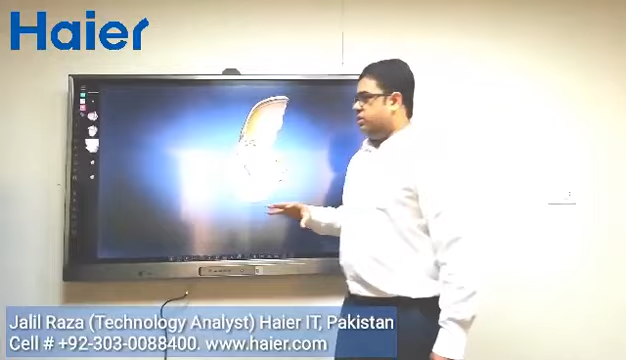 Haier
Jalil Raza (Technology Analyst) Haier IT, Pakistan
Cell # +92-303-0088400. www.haier.com